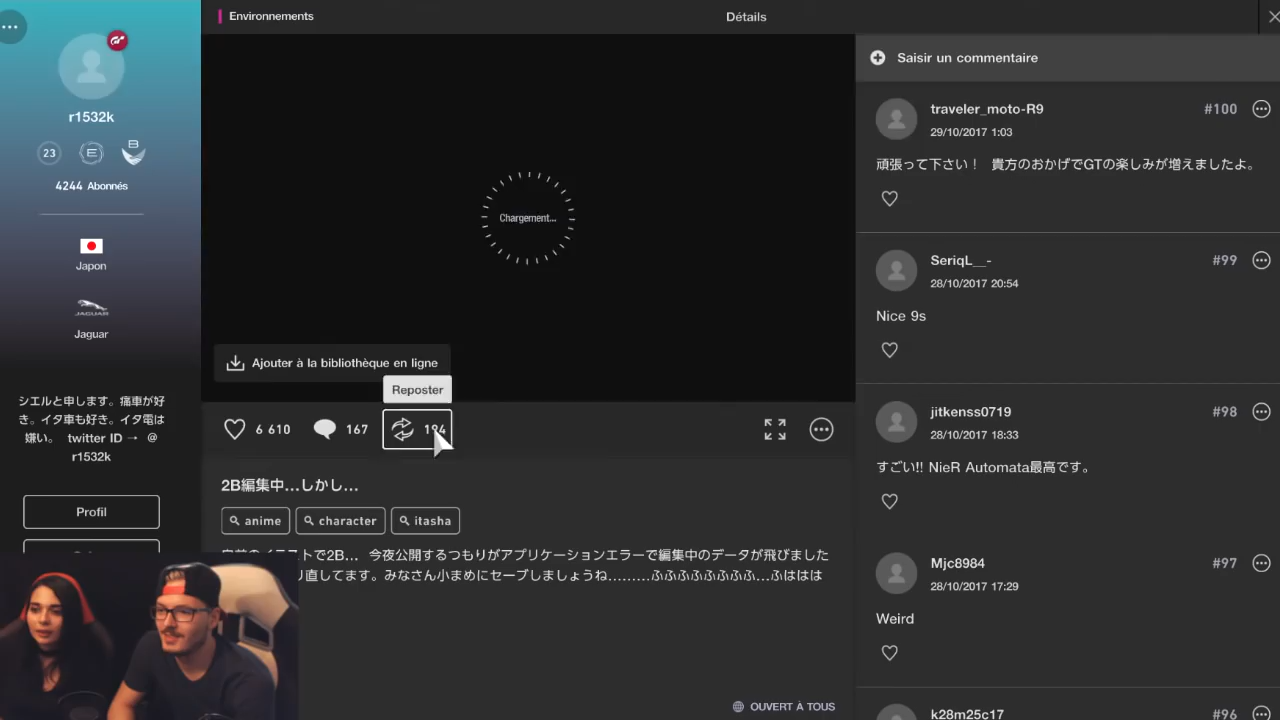 Environnements
Détails
r1532k
23
E
B
4244 Abonnés
Japon
JAGUAR
Jaguar
シエルと申します。痛車が好
き。イタ車も好き。イタ電は
嫌い。 twitter ID → @
r1532k
Profil
Chargement...
Ajouter à la bibliothèque en ligne
Reposter
6 610
167
194
2B編集中…しかし…
anime
character
itasha
トで2B… 今夜公開するつもりがアプリケーションエラーで編集中のデータが飛びました
り直してます。みなさん小まめにセーブしましょうね………ふふふふふふふふ…ふははは
OUVERT À TOUS
Saisir un commentaire
traveler_moto-R9
#100
29/10/2017 1:03
頑張って下さい！ 貴方のおかげでGTの楽しみが増えましたよ。
SeriqL__-
#99
28/10/2017 20:54
Nice 9s
jitkenss0719
#98
28/10/2017 18:33
すごい!! NieR Automata最高です。
Mjc8984
#97
28/10/2017 17:29
Weird
k28m25c17
#96